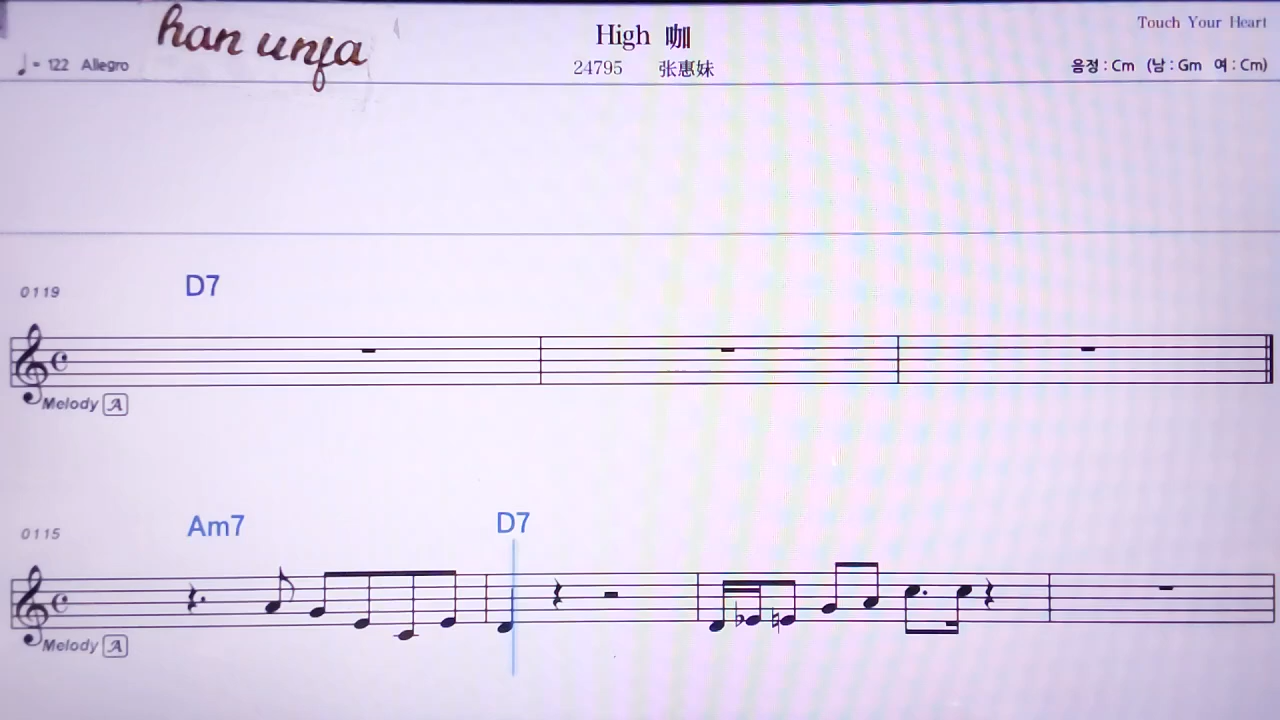 han unfa
High 咖
Touch Your Heart
♩ = 122 Allegro
24795 张惠妹
음정 : Cm (남 : Gm 여 : Cm)
0119 D7
Melody A
0115 Am7 D7
Melody A